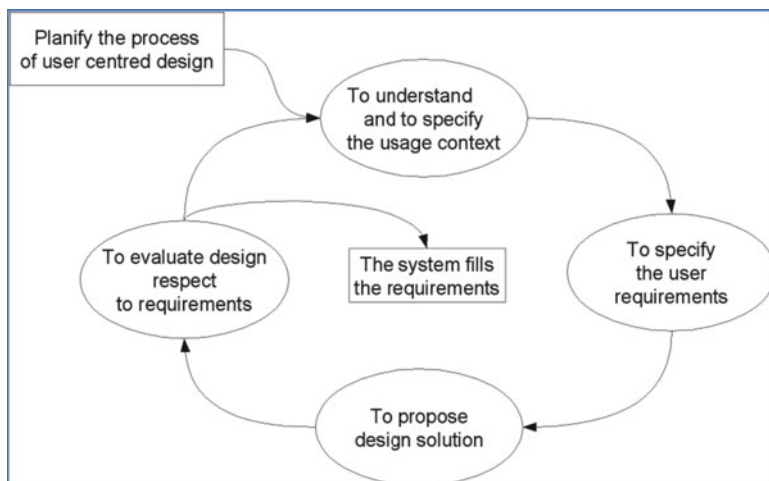 Planify the process
of user centred design
To understand
and to specify
the usage context
To specify
the user
requirements
To propose
design solution
To evaluate design
respect
to requirements
The system fills
the requirements